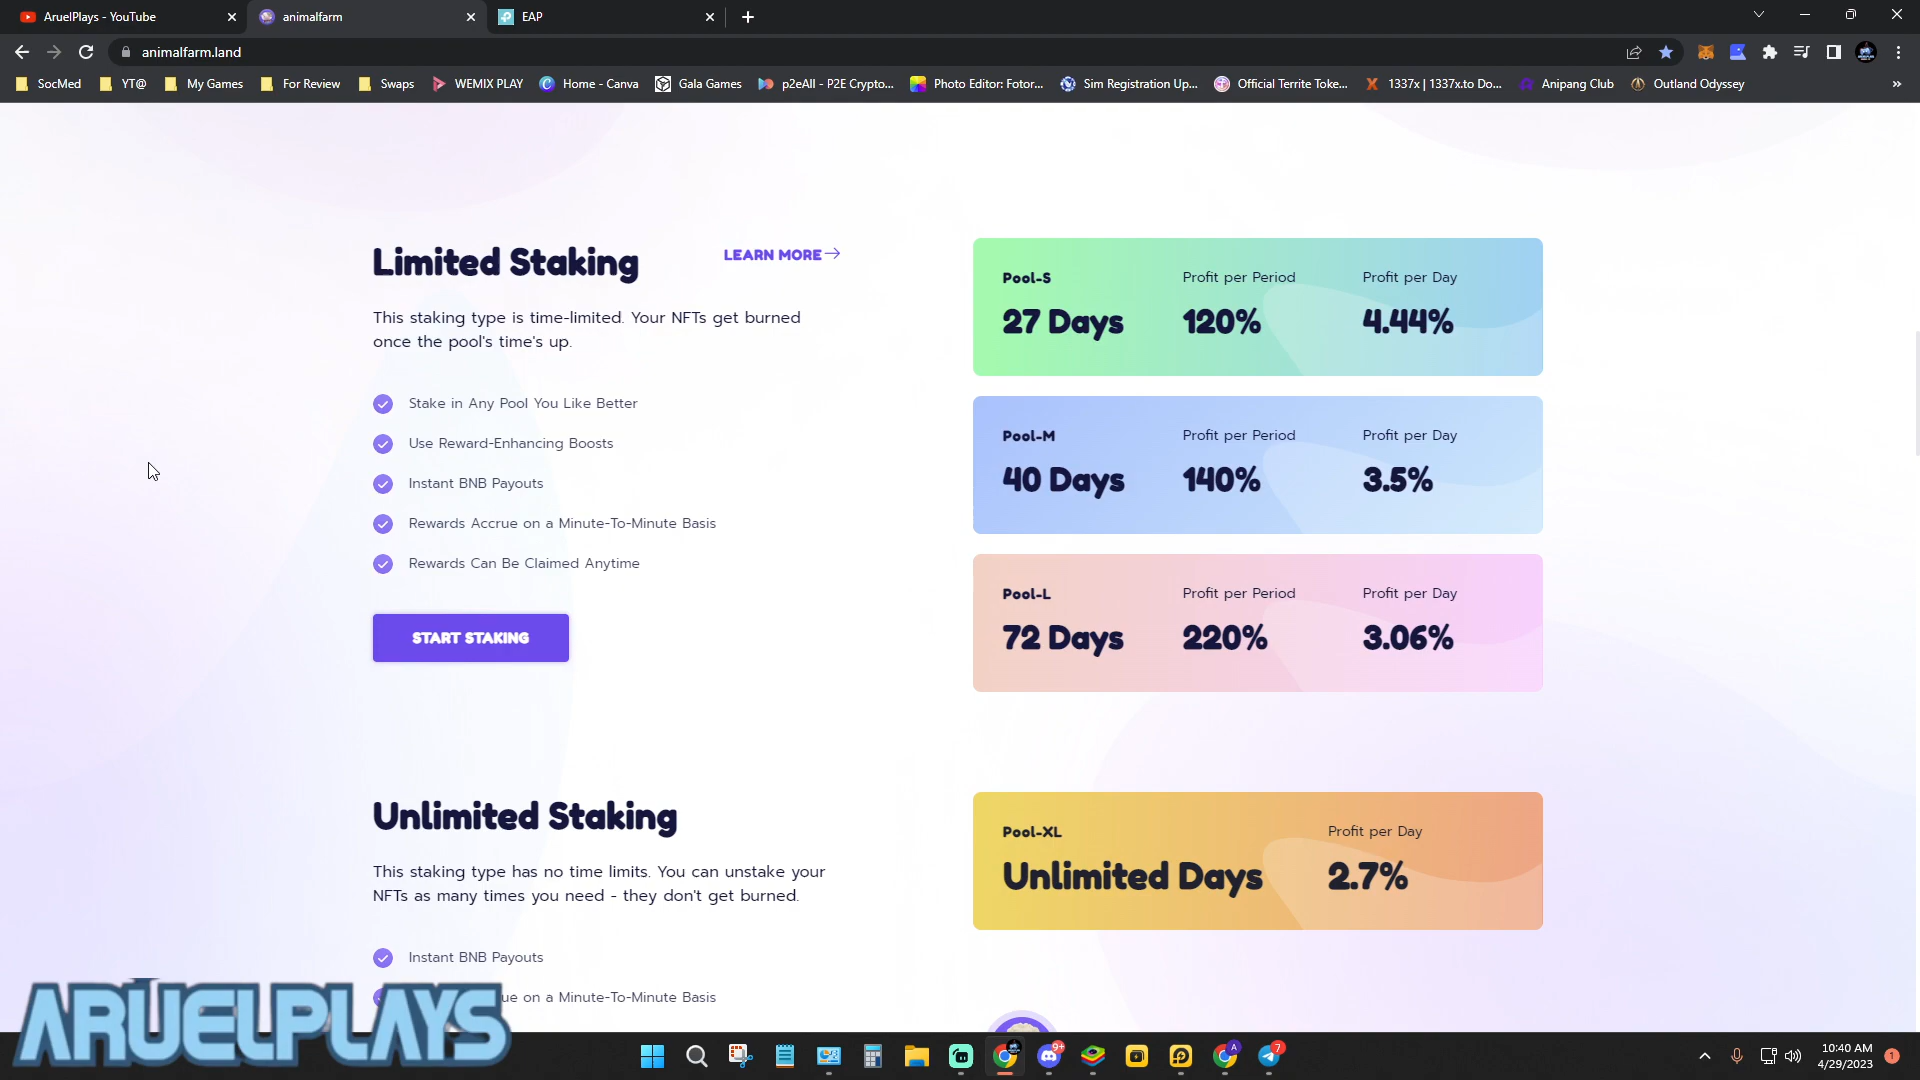 AruelPlays - YouTube
animalfarm
EAP
animalfarm.land
SocMed
YT@
My Games
For Review
Swaps
WEMIX PLAY
Home - Canva
Gala Games
p2eAll - P2E Crypto...
Photo Editor: Fotor...
Sim Registration Up...
Official Territe Toke...
1337x | 1337x.to Do...
Anipang Club
Outland Odyssey
»
Limited Staking
LEARN MORE
This staking type is time-limited. Your NFTs get burned
once the pool's time's up.
Stake in Any Pool You Like Better
Use Reward-Enhancing Boosts
Instant BNB Payouts
Rewards Accrue on a Minute-To-Minute Basis
Rewards Can Be Claimed Anytime
START STAKING
Pool-S
Profit per Period
Profit per Day
27 Days
120%
4.44%
Pool-M
Profit per Period
Profit per Day
40 Days
140%
3.5%
Pool-L
Profit per Period
Profit per Day
72 Days
220%
3.06%
Unlimited Staking
This staking type has no time limits. You can unstake your
NFTs as many times you need - they don't get burned.
Instant BNB Payouts
ue on a Minute-To-Minute Basis
Pool-XL
Profit per Day
Unlimited Days
2.7%
ARUELPLAYS
9+
A
7
10:40 AM
4/29/2023
1